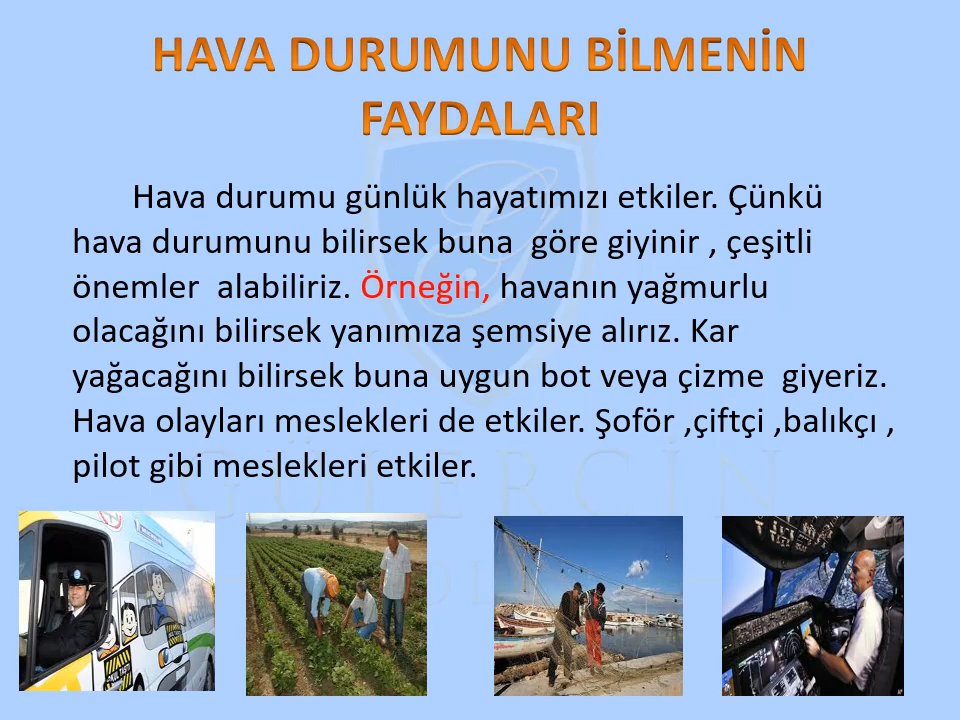 HAVA DURUMUNU BİLMENİN
FAYDALARI
Hava durumu günlük hayatımızı etkiler. Çünkü
hava durumunu bilirsek buna  göre giyinir , çeşitli
önemler  alabiliriz. Örneğin, havanın yağmurlu
olacağını bilirsek yanımıza şemsiye alırız. Kar
yağacağını bilirsek buna uygun bot veya çizme  giyeriz.
Hava olayları meslekleri de etkiler. Şoför ,çiftçi ,balıkçı ,
pilot gibi meslekleri etkiler.
GÜLERÇİN